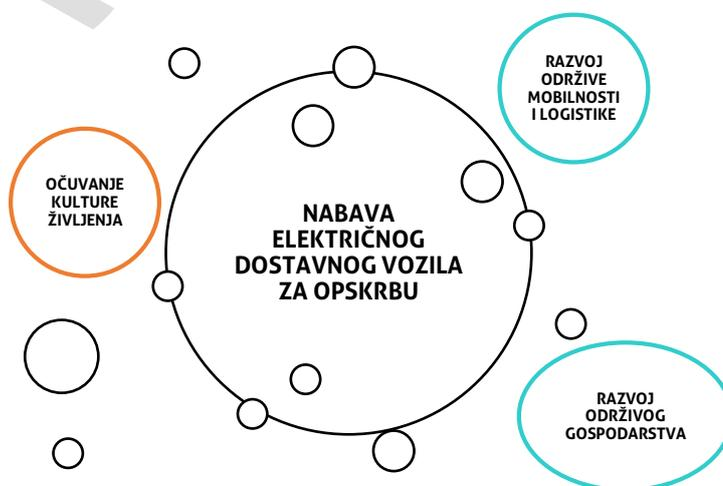 RAZVOJ
ODRŽIVE
MOBILNOSTI
I LOGISTIKE
OČUVANJE
KULTURE
ŽIVLJENJA
NABAVA
ELEKTRIČNOG
DOSTAVNOG VOZILA
ZA OPSKRBU
RAZVOJ
ODRŽIVOG
GOSPODARSTVA